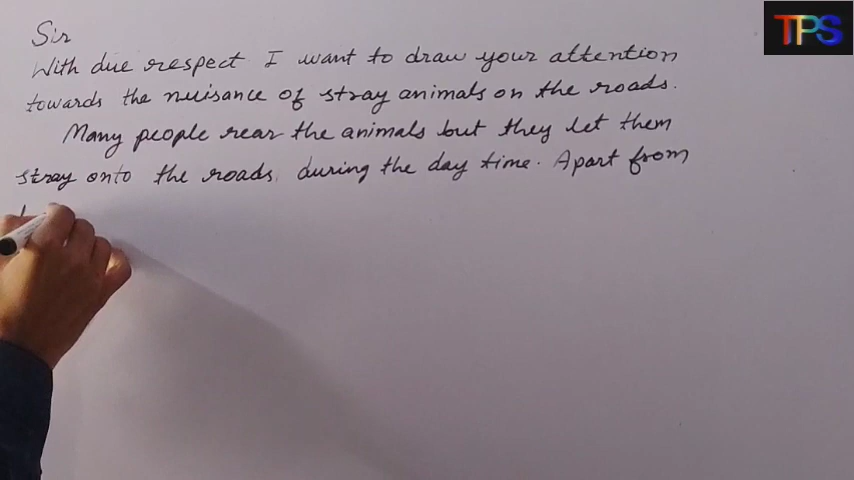 TPS
Sir
With due respect I want to draw your attention
towards the nuisance of stray animals on the roads.
Many people rear the animals but they let them
stray onto the roads, during the day time. Apart from